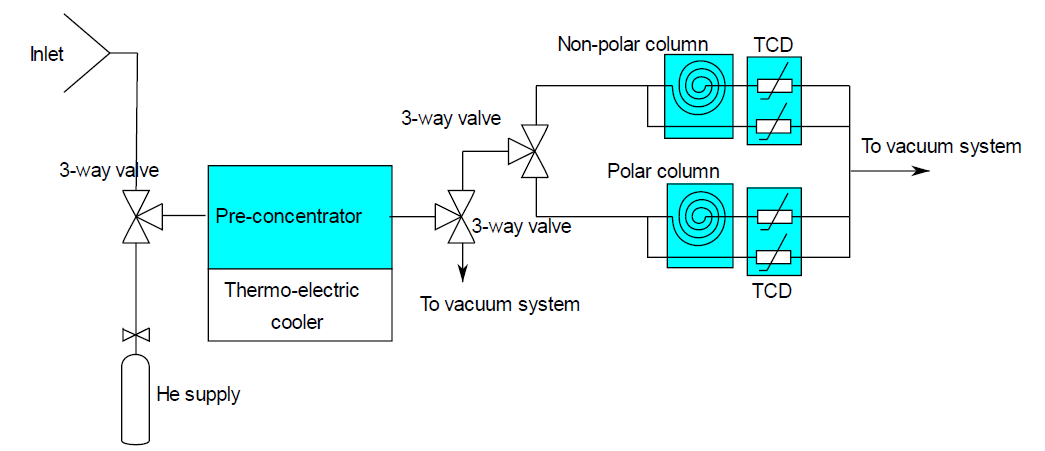 Inlet
3-way valve
Pre-concentrator
Thermo-electric
cooler
He supply
3-way valve
To vacuum system
3-way valve
Non-polar column
TCD
Polar column
TCD
To vacuum system